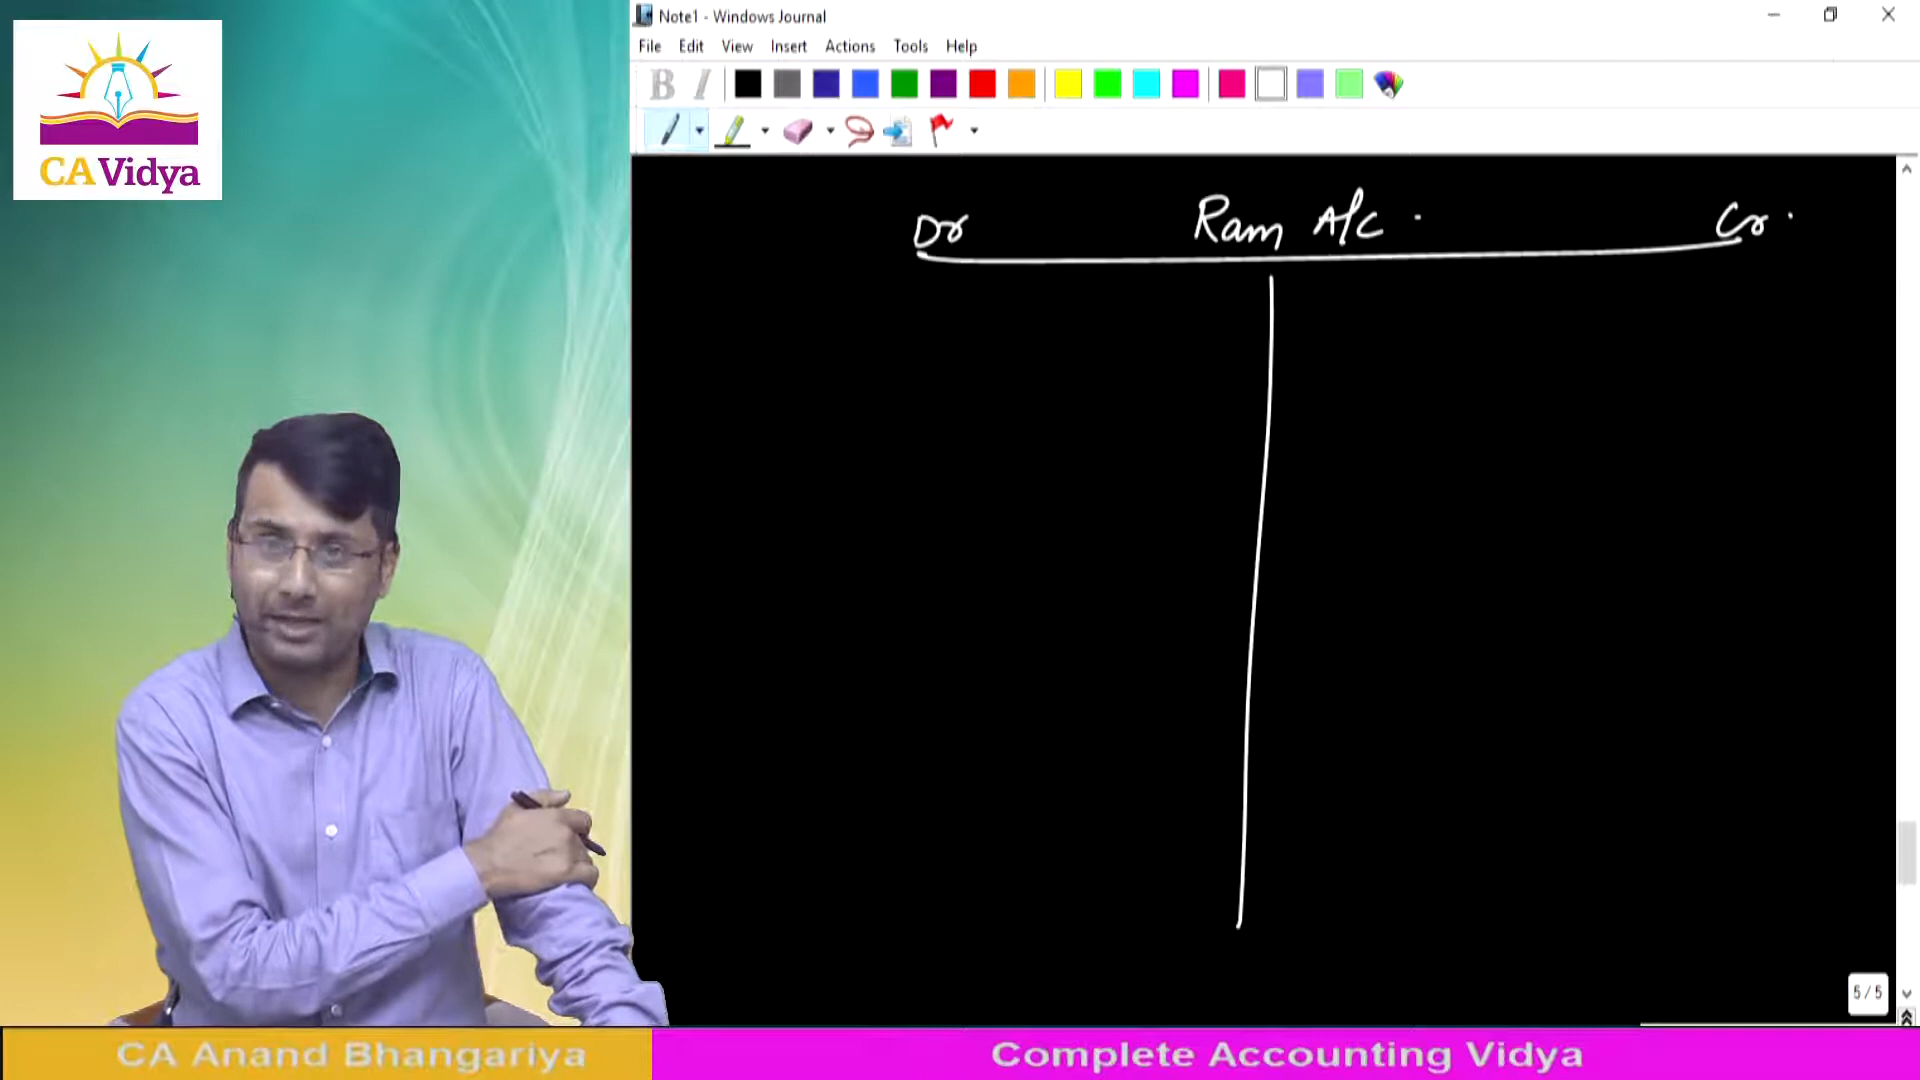 CA Vidya
Note1 - Windows Journal
File Edit View Insert Actions Tools Help
B I
Dr Ram A/C . Cr .
5 / 5
CA Anand Bhangariya
Complete Accounting Vidya